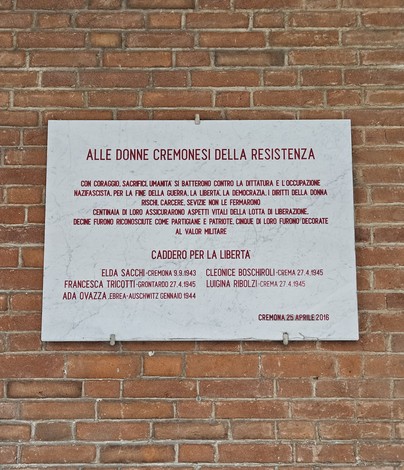 ALLE DONNE CREMONESI DELLA RESISTENZA
CON CORAGGIO, SACRIFICI, UMANITA' SI BATTERONO CONTRO LA DITTATURA E L'OCCUPAZIONE
NAZIFASCISTA, PER LA FINE DELLA GUERRA, LA LIBERTA', LA DEMOCRAZIA, I DIRITTI DELLA DONNA
RISCHI, CARCERE, SEVIZIE NON LE FERMARONO
CENTINAIA DI LORO ASSICURARONO ASPETTI VITALI DELLA LOTTA DI LIBERAZIONE,
DECINE FURONO RICONOSCIUTE COME PARTIGIANE E PATRIOTE, CINQUE DI LORO FURONO DECORATE
AL VALOR MILITARE
CADDERO PER LA LIBERTA'
ELDA SACCHI-CREMONA 9.9.1943 CLEONICE BOSCHIROLI-CREMA 27.4.1945
FRANCESCA TRICOTTI-GRONTARDO 27.4.1945 LUIGINA RIBOLZI-CREMA 27.4.1945
ADA OVAZZA, EBREA-AUSCHWITZ GENNAIO 1944
CREMONA 25 APRILE 2016